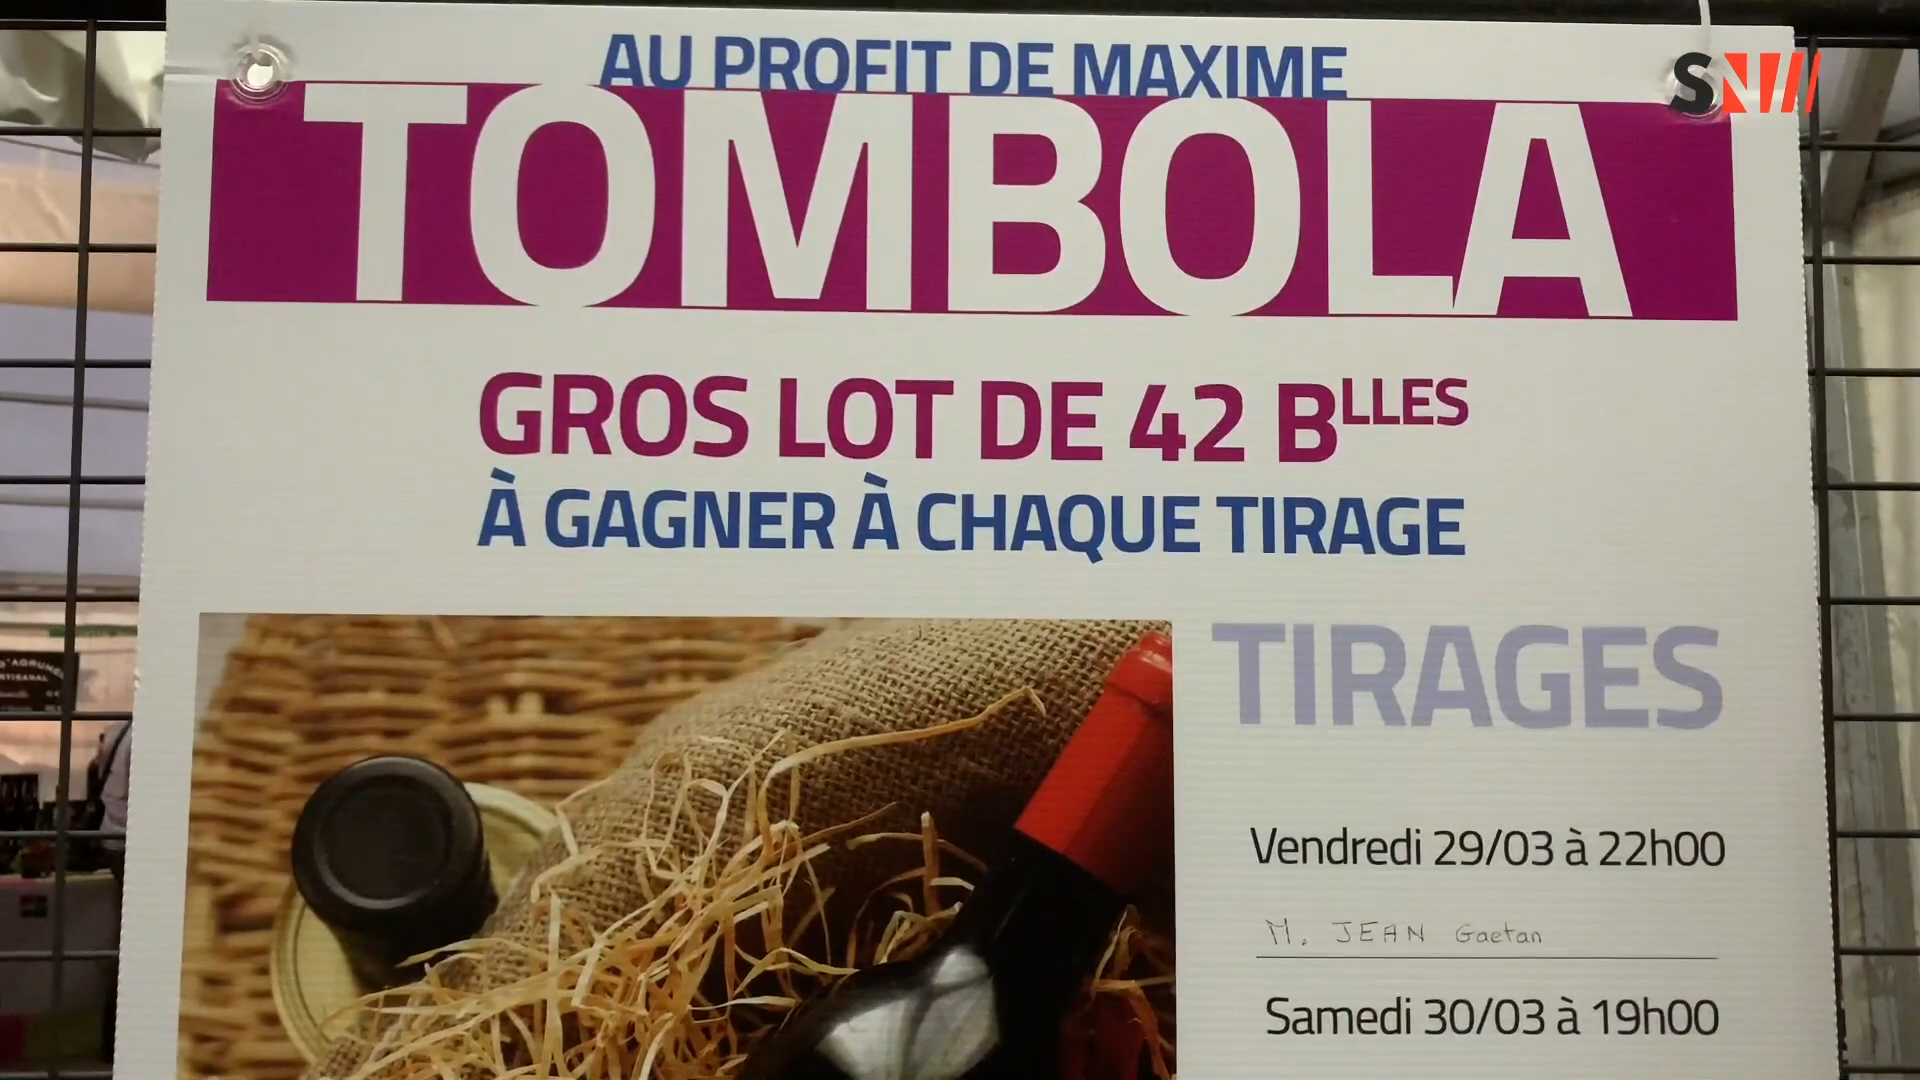 AU PROFIT DE MAXIME
TOMBOLA
GROS LOT DE 42 BLLES
À GAGNER À CHAQUE TIRAGE
TIRAGES
Vendredi 29/03 à 22h00
M. JEAN Gaetan
Samedi 30/03 à 19h00